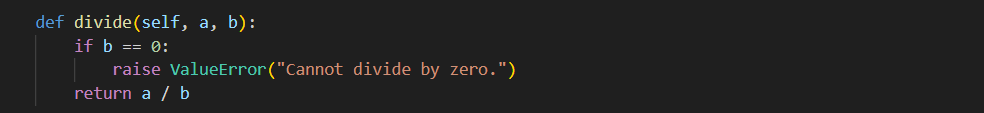 def divide(self, a, b):
    if b == 0:
        raise ValueError("Cannot divide by zero.")
    return a / b